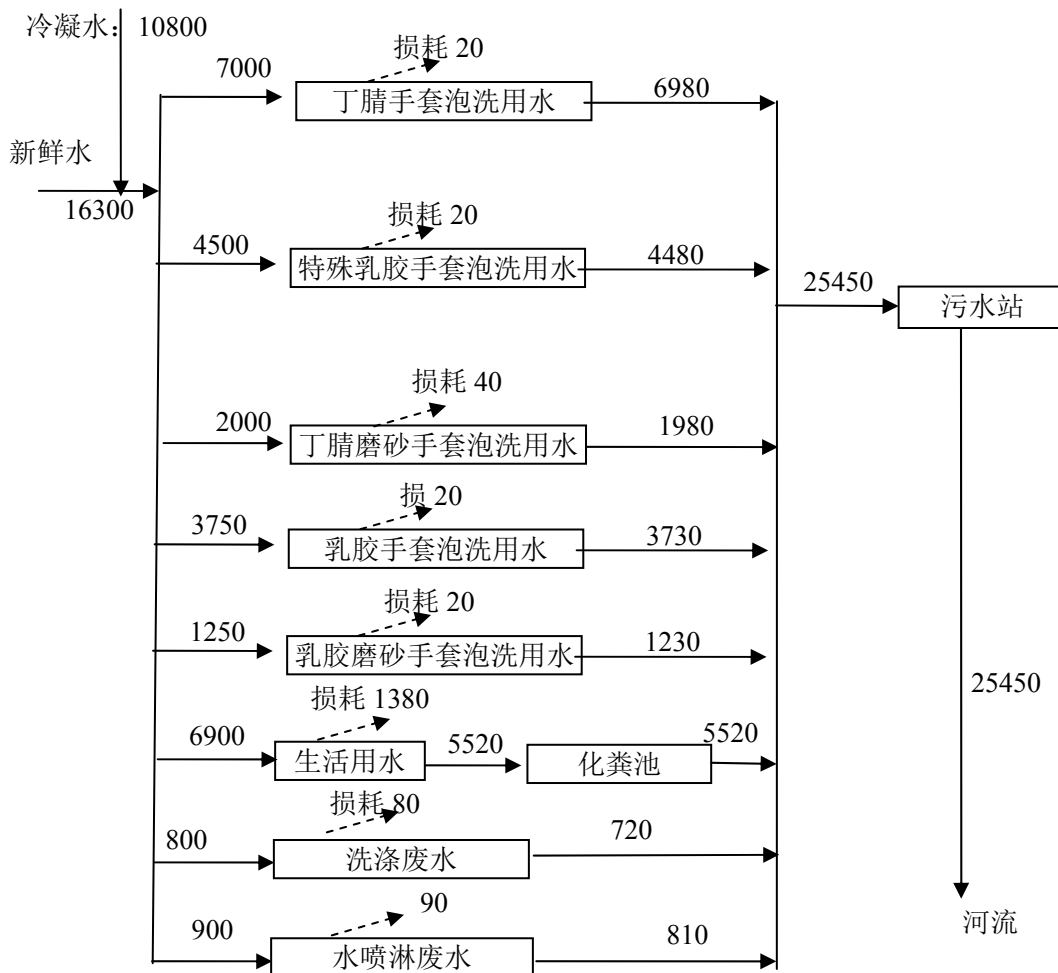 冷凝水：10800
损耗 20
7000
丁腈手套泡洗用水
6980
新鲜水
16300
损耗 20
4500
特殊乳胶手套泡洗用水
4480
25450
污水站
损耗 40
2000
丁腈磨砂手套泡洗用水
1980
损 20
3750
乳胶手套泡洗用水
3730
损耗 20
1250
乳胶磨砂手套泡洗用水
1230
25450
损耗 1380
6900
生活用水
5520
化粪池
5520
损耗 80
800
洗涤废水
720
90
900
水喷淋废水
810
河流